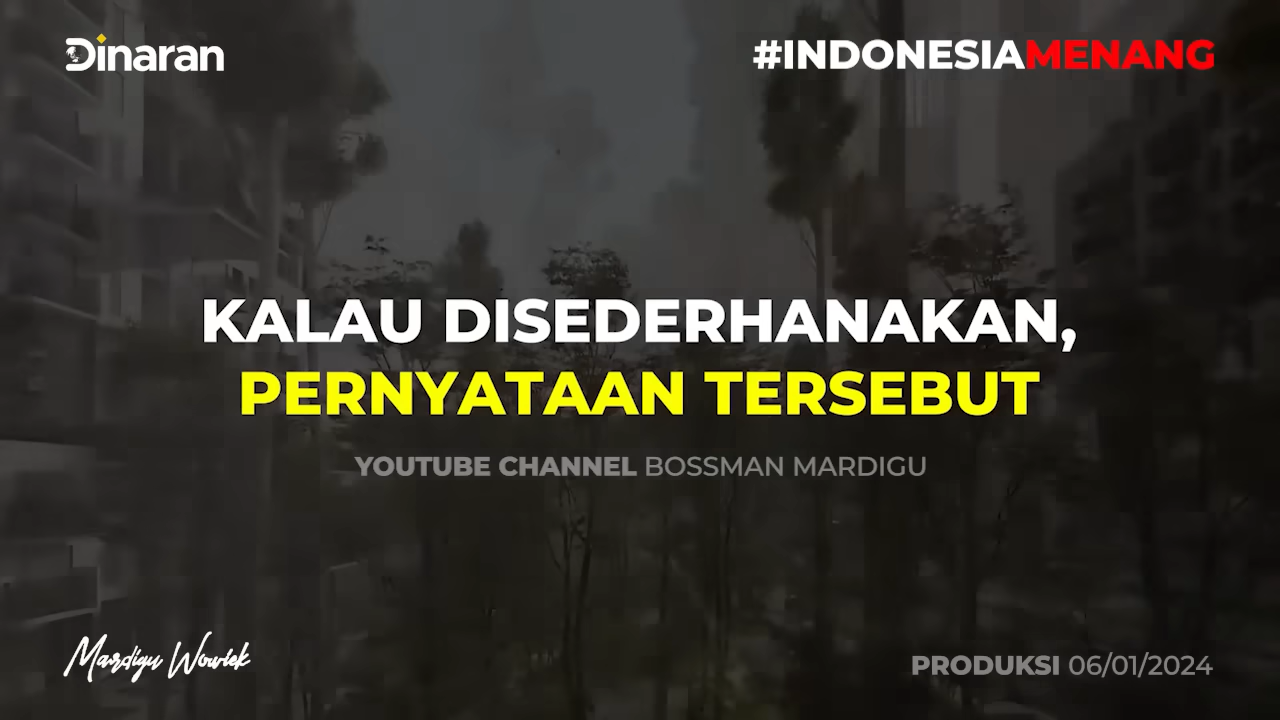 Dinaran
#INDONESIAMENANG
KALAU DISEDERHANAKAN,
PERNYATAAN TERSEBUT
YOUTUBE CHANNEL BOSSMAN MARDIGU
Mardigu Wowiek
PRODUKSI 06/01/2024